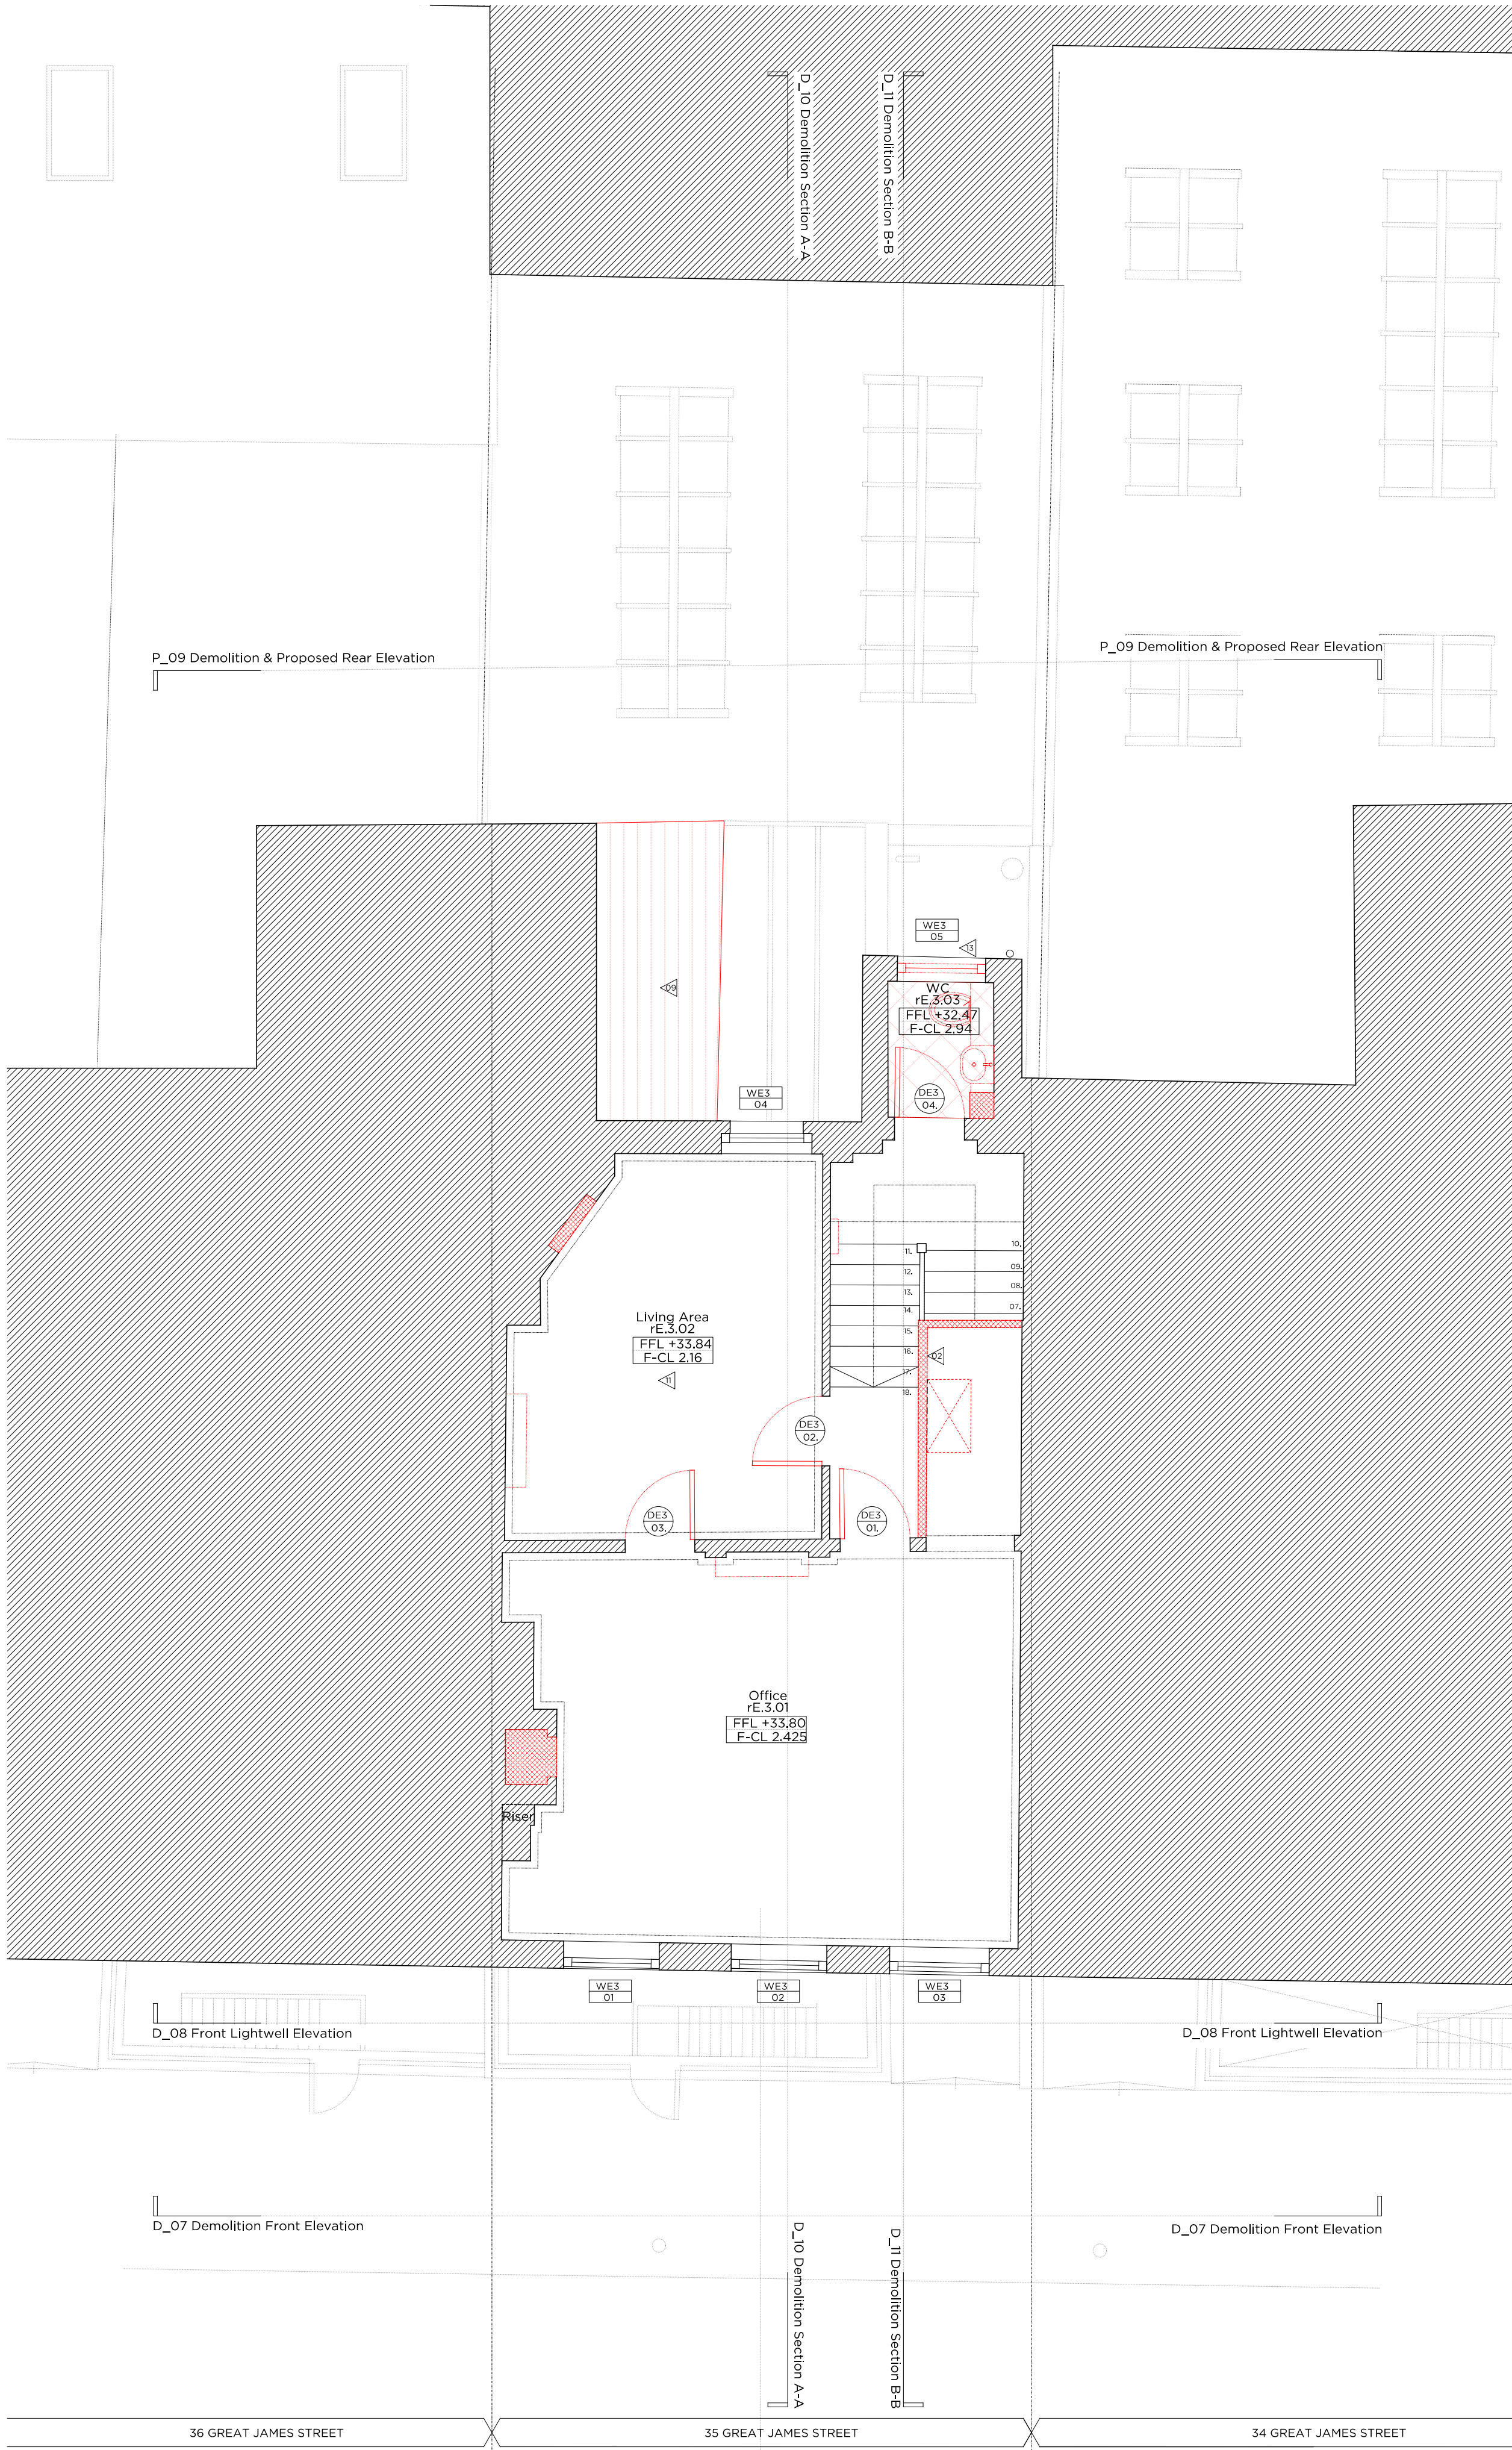 D_10 Demolition Section A-A
D_11 Demolition Section B-B
P_09 Demolition & Proposed Rear Elevation
P_09 Demolition & Proposed Rear Elevation
WE3
05
13
09
WC
rE.3.03
FFL +32.47
F-CL 2.94
WE3
04
DE3
04.
10.
11.
09.
12.
08.
13.
07.
14.
15.
16.
02
17.
18.
Living Area
rE.3.02
FFL +33.84
F-CL 2.16
11
DE3
02.
DE3
03.
DE3
01.
Office
rE.3.01
FFL +33.80
F-CL 2.425
Riser
WE3
01
WE3
02
WE3
03
D_08 Front Lightwell Elevation
D_08 Front Lightwell Elevation
D_07 Demolition Front Elevation
D_07 Demolition Front Elevation
D_10 Demolition Section A-A
D_11 Demolition Section B-B
36 GREAT JAMES STREET
35 GREAT JAMES STREET
34 GREAT JAMES STREET